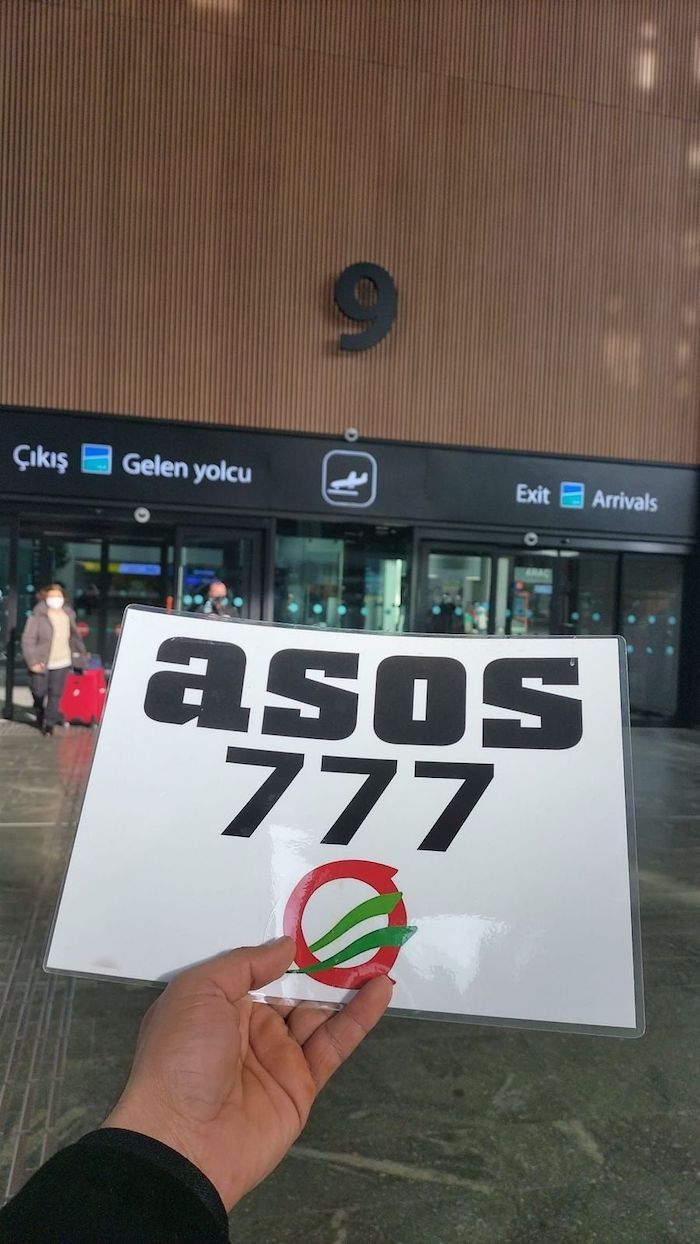 9
Çıkış Gelen yolcu
Exit Arrivals
asos
777